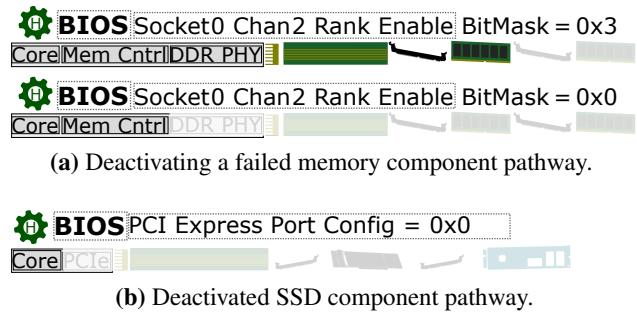 H BIOS Socket0 Chan2 Rank Enable BitMask = 0x3
Core Mem Cntrl DDR PHY
H BIOS Socket0 Chan2 Rank Enable BitMask = 0x0
Core Mem Cntrl DDR PHY
(a) Deactivating a failed memory component pathway.
H BIOS PCI Express Port Config = 0x0
Core PCIe
(b) Deactivated SSD component pathway.